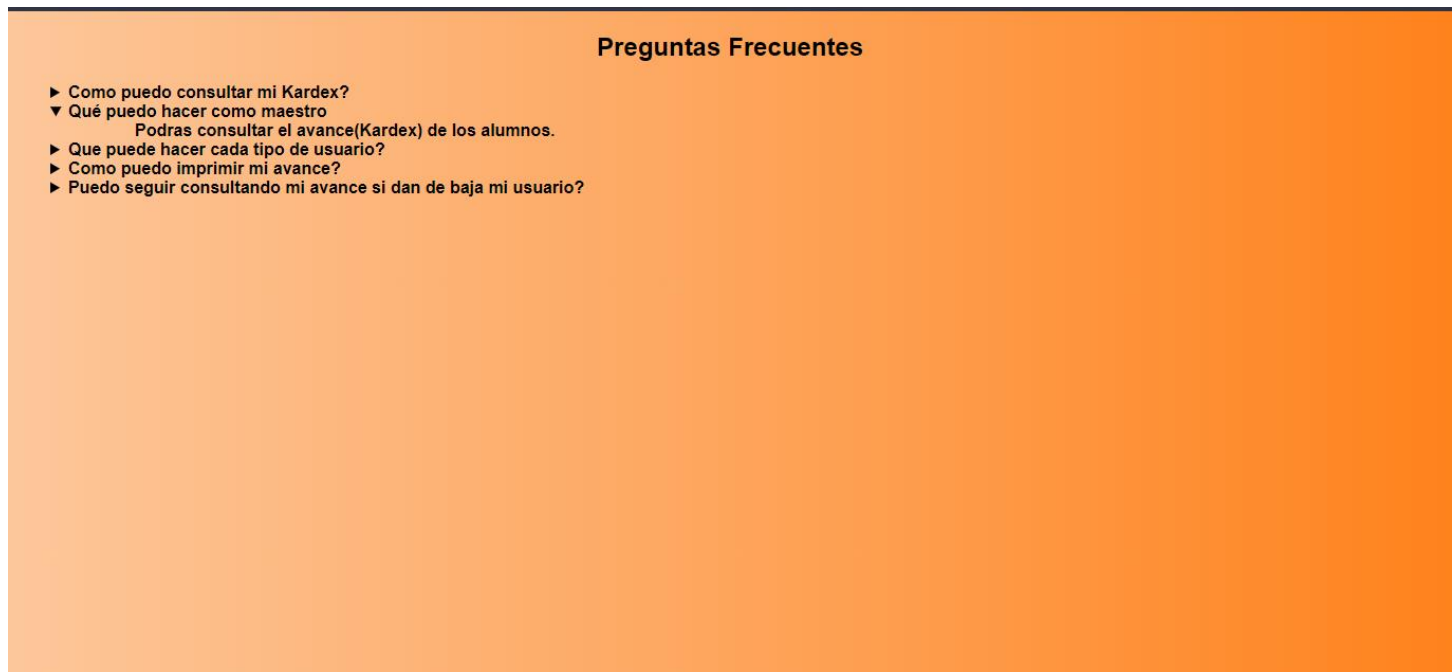 Preguntas Frecuentes
Como puedo consultar mi Kardex?
Qué puedo hacer como maestro
Podras consultar el avance(Kardex) de los alumnos.
Que puede hacer cada tipo de usuario?
Como puedo imprimir mi avance?
Puedo seguir consultando mi avance si dan de baja mi usuario?